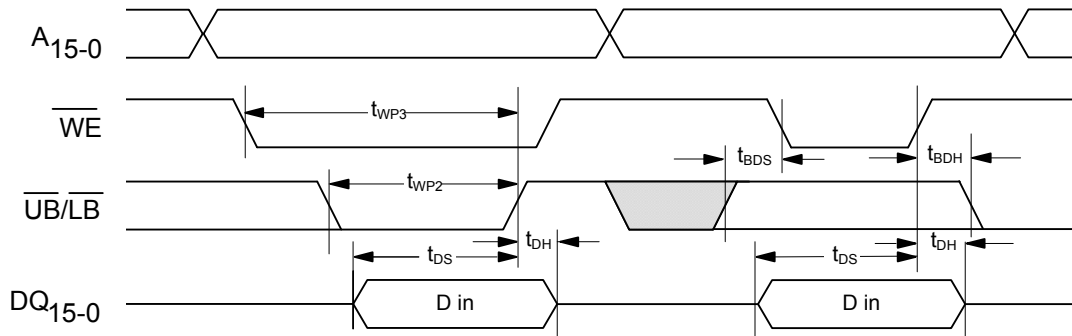 A15-0
WE
tWP3
tBDS
tBDH
UB/LB
tWP2
tDH
tDS
tDS
tDH
DQ15-0
D in
D in